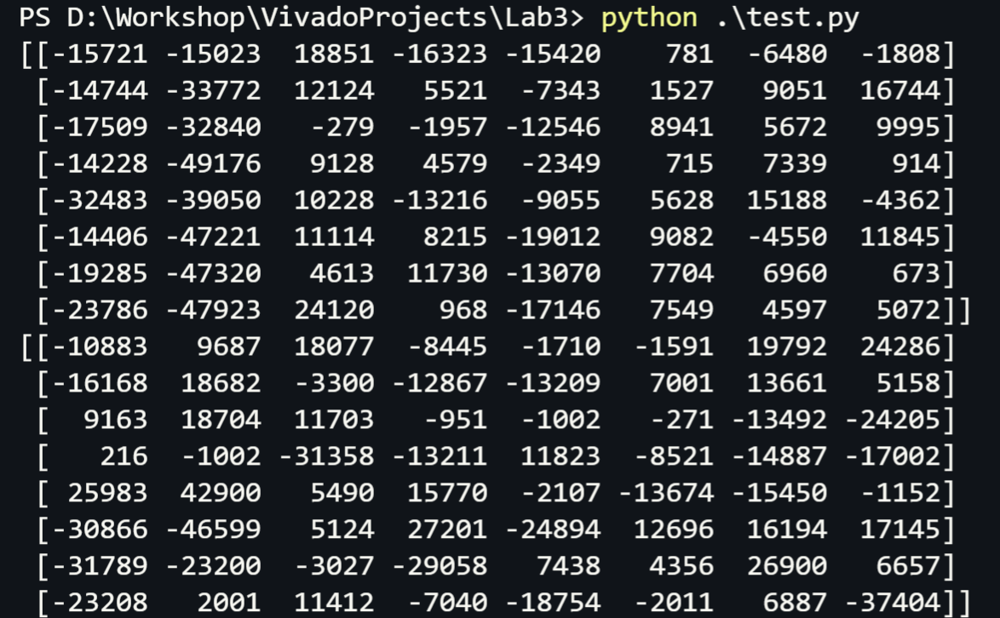 PS D:\Workshop\VivadoProjects\Lab3> python .\test.py
[[-15721 -15023  18851 -16323 -15420    781  -6480  -1808]
 [-14744 -33772  12124   5521  -7343   1527   9051  16744]
 [-17509 -32840   -279  -1957 -12546   8941   5672   9995]
 [-14228 -49176   9128   4579  -2349    715   7339    914]
 [-32483 -39050  10228 -13216  -9055   5628  15188  -4362]
 [-14406 -47221  11114   8215 -19012   9082  -4550  11845]
 [-19285 -47320   4613  11730 -13070   7704   6960    673]
 [-23786 -47923  24120    968 -17146   7549   4597   5072]]
[[-10883   9687  18077  -8445  -1710  -1591  19792  24286]
 [-16168  18682  -3300 -12867 -13209   7001  13661   5158]
 [  9163  18704  11703   -951  -1002   -271 -13492 -24205]
 [   216  -1002 -31358 -13211  11823  -8521 -14887 -17002]
 [ 25983  42900   5490  15770  -2107 -13674 -15450  -1152]
 [-30866 -46599   5124  27201 -24894  12696  16194  17145]
 [-31789 -23200  -3027 -29058   7438   4356  26900   6657]
 [-23208   2001  11412  -7040 -18754  -2011   6887 -37404]]